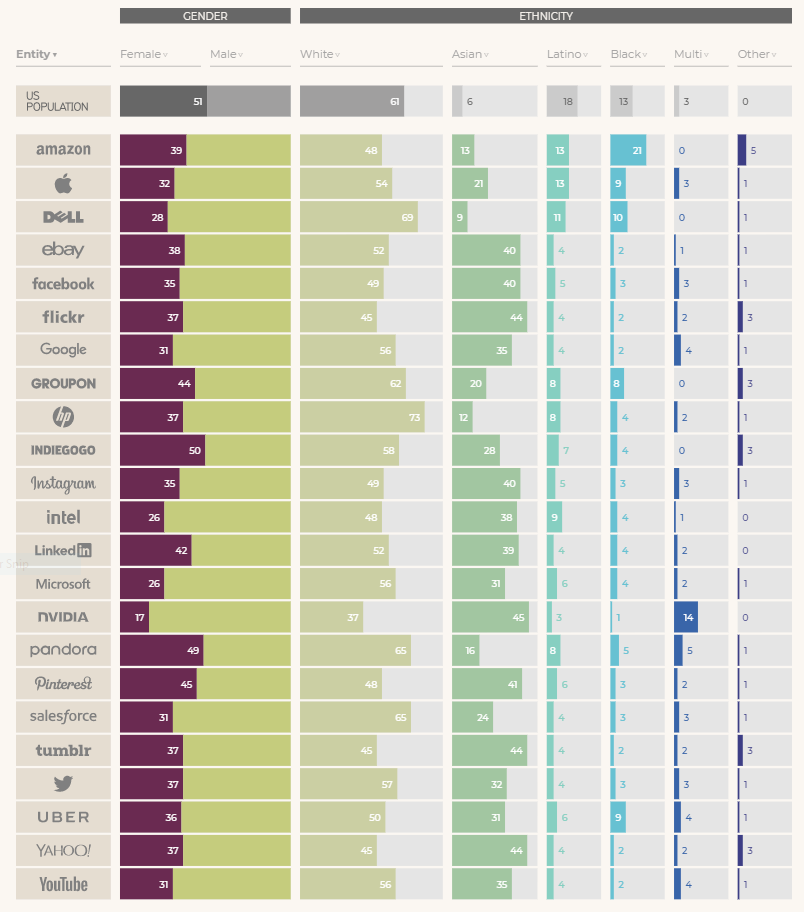 GENDER ETHNICITY
Entity Female Male White Asian Latino Black Multi Other
US POPULATION 51 61 6 18 13 3 0
amazon 39 48 13 13 21 0 5
32 54 21 13 9 3 1
DELL 28 69 9 11 10 0 1
ebay 38 52 40 4 2 1 1
facebook 35 49 40 5 3 3 1
flickr 37 45 44 4 2 2 3
Google 31 56 35 4 2 4 1
GROUPON 44 62 20 8 8 0 3
hp 37 73 12 8 4 2 1
INDIEGOGO 50 58 28 7 4 0 3
Instagram 35 49 40 5 3 3 1
intel 26 48 38 9 4 1 0
Linked in 42 52 39 4 4 2 0
Microsoft 26 56 31 6 4 2 1
NVIDIA 17 37 45 3 1 14 0
pandora 49 65 16 8 5 5 1
Pinterest 45 48 41 6 3 2 1
salesforce 31 65 24 4 3 3 1
tumblr 37 45 44 4 2 2 3
37 57 32 4 3 3 1
UBER 36 50 31 6 9 4 1
YAHOO! 37 45 44 4 2 2 3
YouTube 31 56 35 4 2 4 1